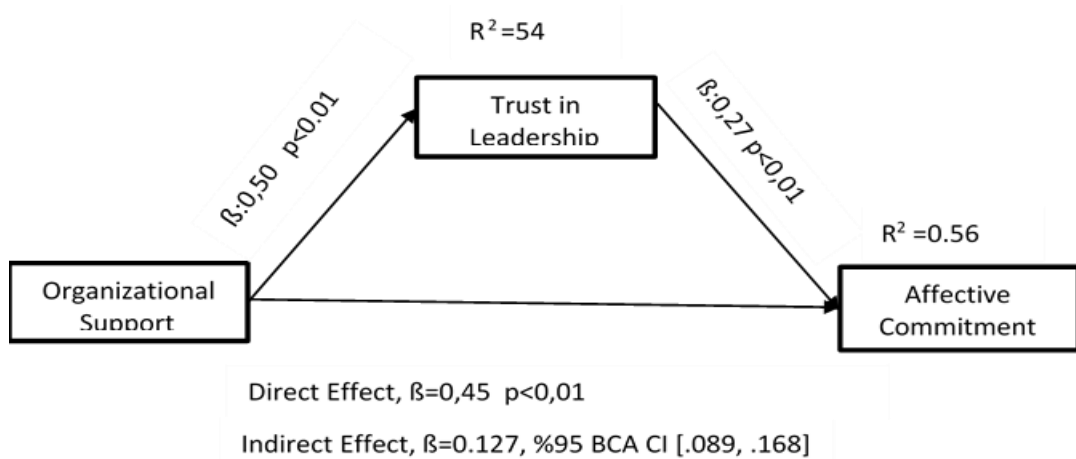 R² =54
Trust in
Leadership
ß:0,50 p<0.01
ß:0,27 p<0,01
R² =0.56
Organizational
Support
Affective
Commitment
Direct Effect, ß=0,45 p<0,01
Indirect Effect, ß=0.127, %95 BCA CI [.089, .168]